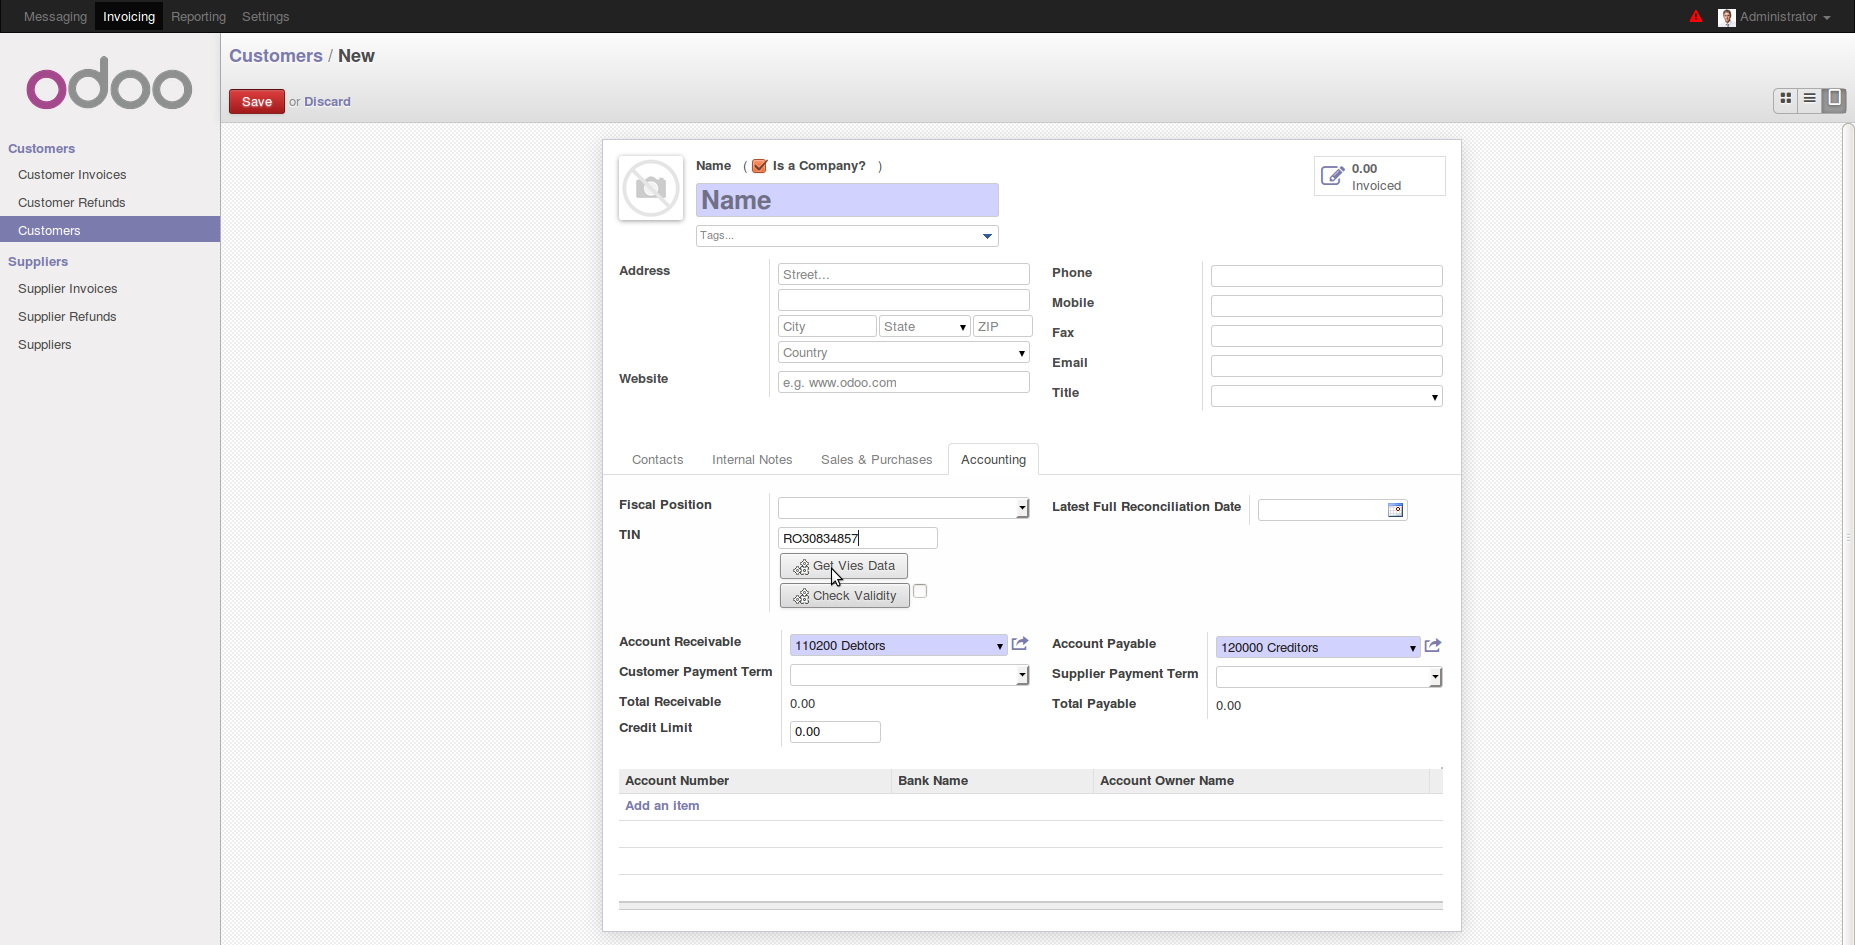 Messaging Invoicing Reporting Settings Administrator
odoo
Customers / New
Save or Discard
Customers
Customer Invoices
Customer Refunds
Customers
Suppliers
Supplier Invoices
Supplier Refunds
Suppliers
Name ( Is a Company? )
Name
Tags...
0.00
Invoiced
Address
Street...
City State ZIP
Country
Website e.g. www.odoo.com
Phone
Mobile
Fax
Email
Title
Contacts Internal Notes Sales & Purchases Accounting
Fiscal Position
Latest Full Reconciliation Date
TIN RO30834857
Get Vies Data
Check Validity
Account Receivable 110200 Debtors
Customer Payment Term
Total Receivable 0.00
Credit Limit 0.00
Account Payable 120000 Creditors
Supplier Payment Term
Total Payable 0.00
Account Number Bank Name Account Owner Name
Add an item